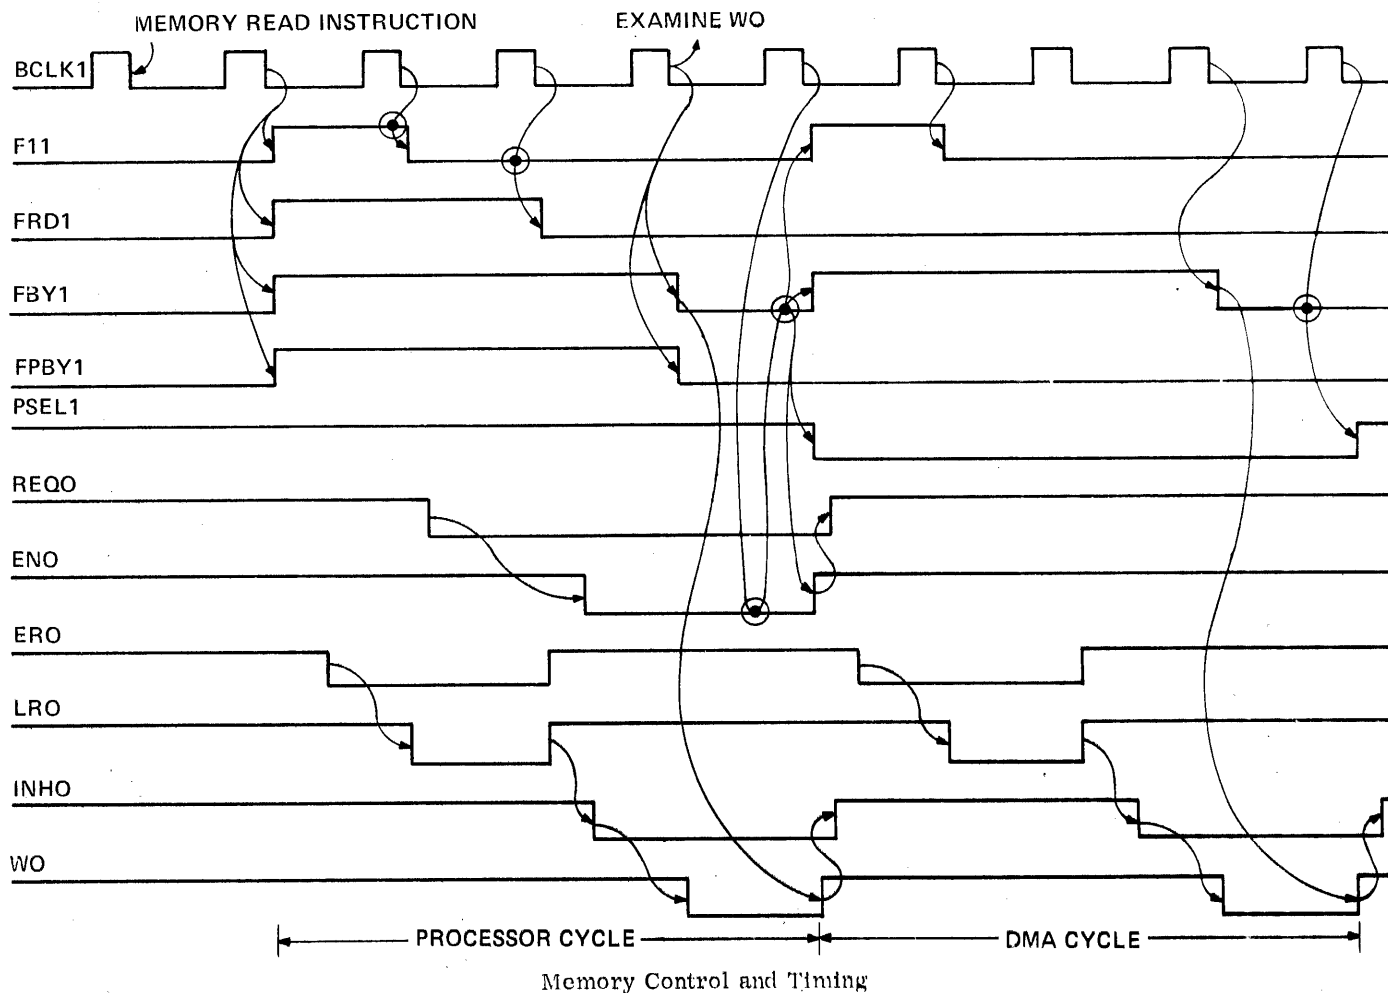 MEMORY READ INSTRUCTION
EXAMINE WO
BCLK1
F11
FRD1
FBY1
FPBY1
PSEL1
REQO
ENO
ERO
LRO
INHO
WO
PROCESSOR CYCLE
DMA CYCLE
Memory Control and Timing